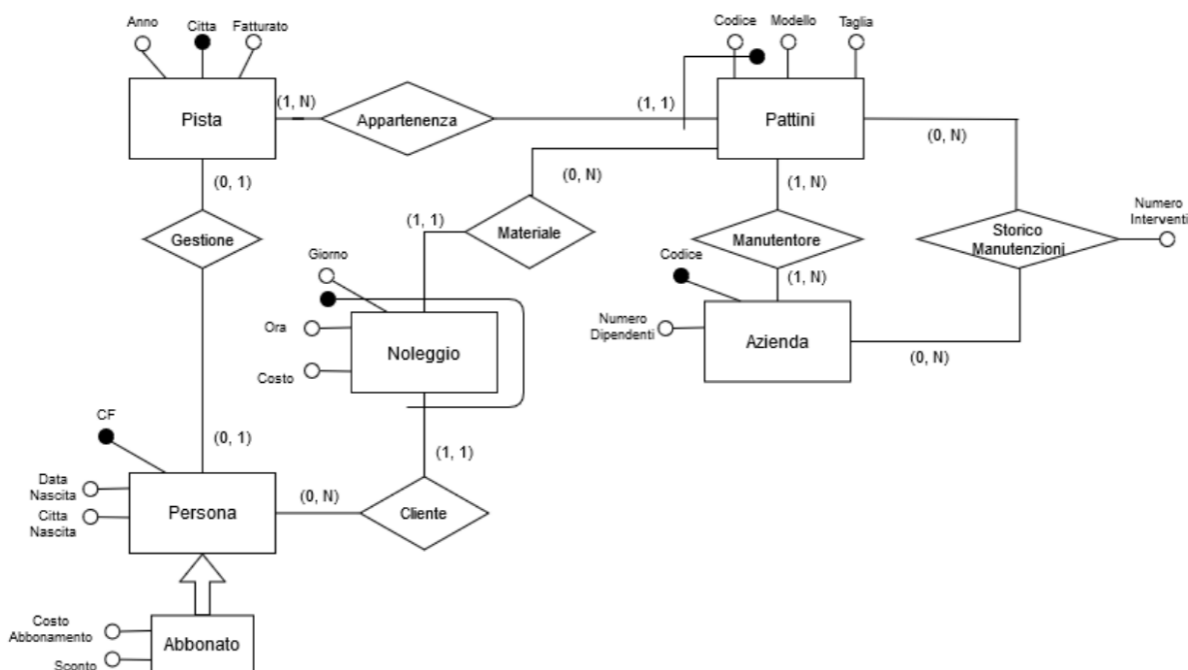 Anno
Citta
Fatturato
Codice
Modello
Taglia
Pista
(1, N)
Appartenenza
(1, 1)
Pattini
(0, N)
(0, 1)
(0, N)
(1, N)
Gestione
(1, 1)
Materiale
Manutentore
Storico
Manutenzioni
Numero
Interventi
Giorno
Codice
(1, N)
Ora
Noleggio
Numero
Dipendenti
Azienda
(0, N)
Costo
CF
(0, 1)
(1, 1)
Data
Nascita
Citta
Nascita
Persona
(0, N)
Cliente
Costo
Abbonamento
Abbonato
Sconto